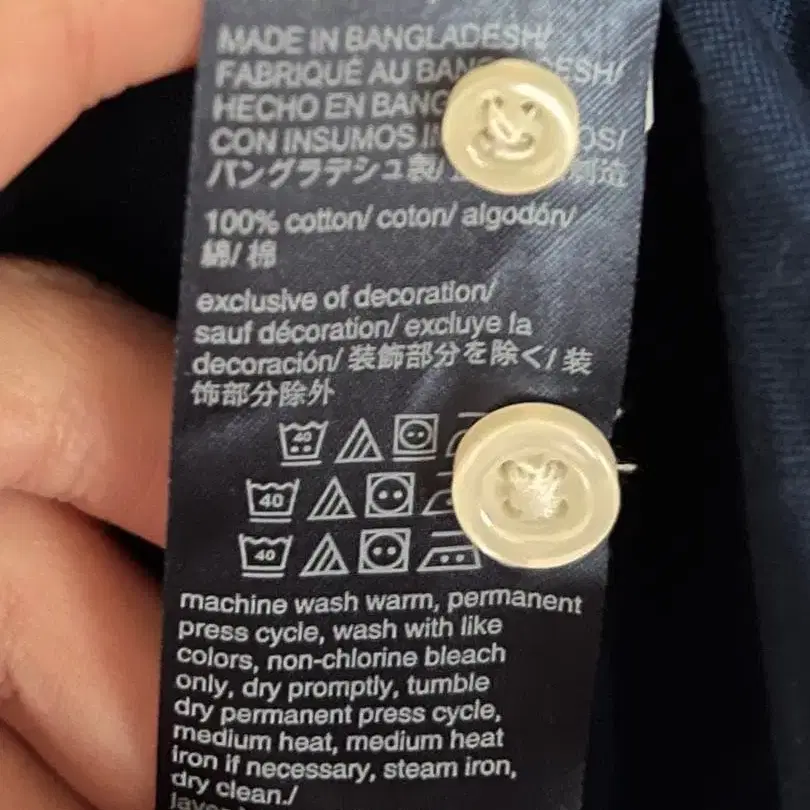 MADE IN BANGLADESH/
FABRIQUÉ AU
HECHO EN
CON INSUMOS
バングラデシュ製/
100% cotton/ coton/ algodón/
綿/ 棉
exclusive of decoration/
sauf décoration/ excluye la
decoración/ 装飾部分を除く/ 装
饰部分除外
40
40
40
machine wash warm, permanent
press cycle, wash with like
colors, non-chlorine bleach
only, dry promptly, tumble
dry permanent press cycle,
medium heat, medium heat
iron if necessary, steam iron,
dry clean./